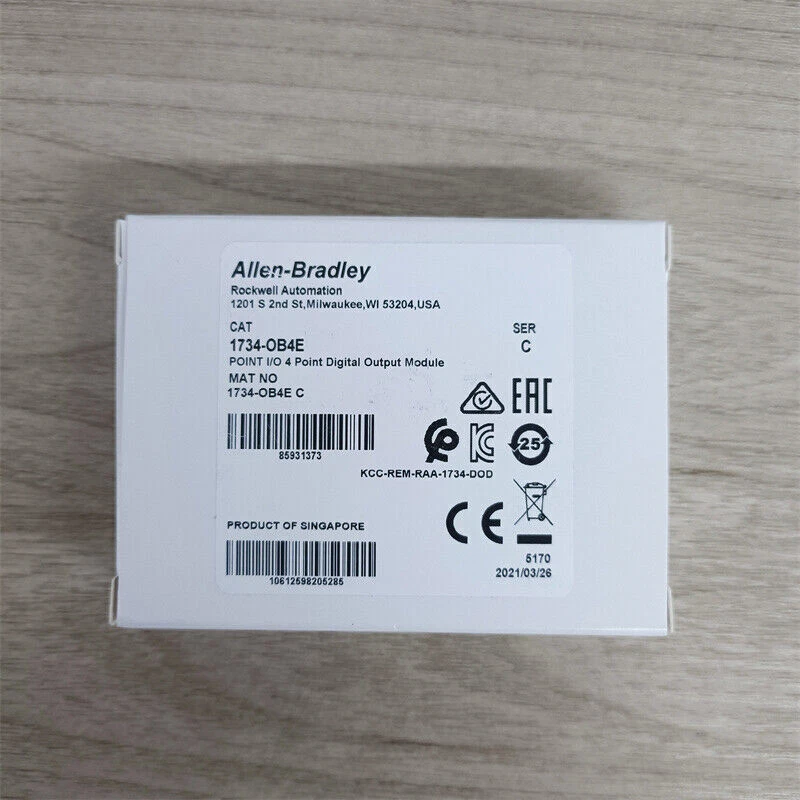 Allen-Bradley
Rockwell Automation
1201 S 2nd St,Milwaukee,WI 53204,USA
CAT
SER
1734-OB4E
C
POINT I/O 4 Point Digital Output Module
MAT NO
1734-OB4E C
EAC
85931373
25
KCC-REM-RAA-1734-DOD
CE
PRODUCT OF SINGAPORE
10612598205285
5170
2021/03/26